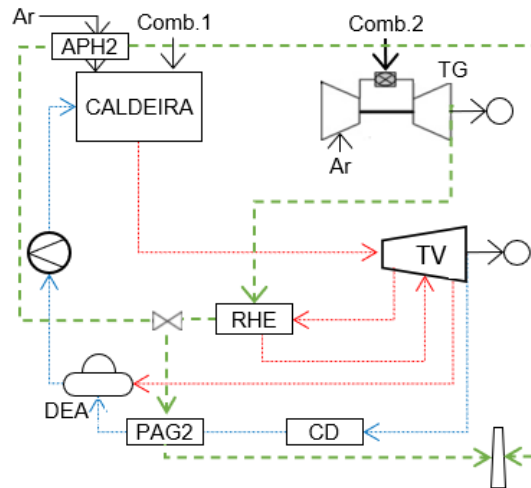 Ar
Comb.1
Comb.2
APH2
TG
CALDEIRA
Ar
TV
RHE
DEA
PAG2
CD